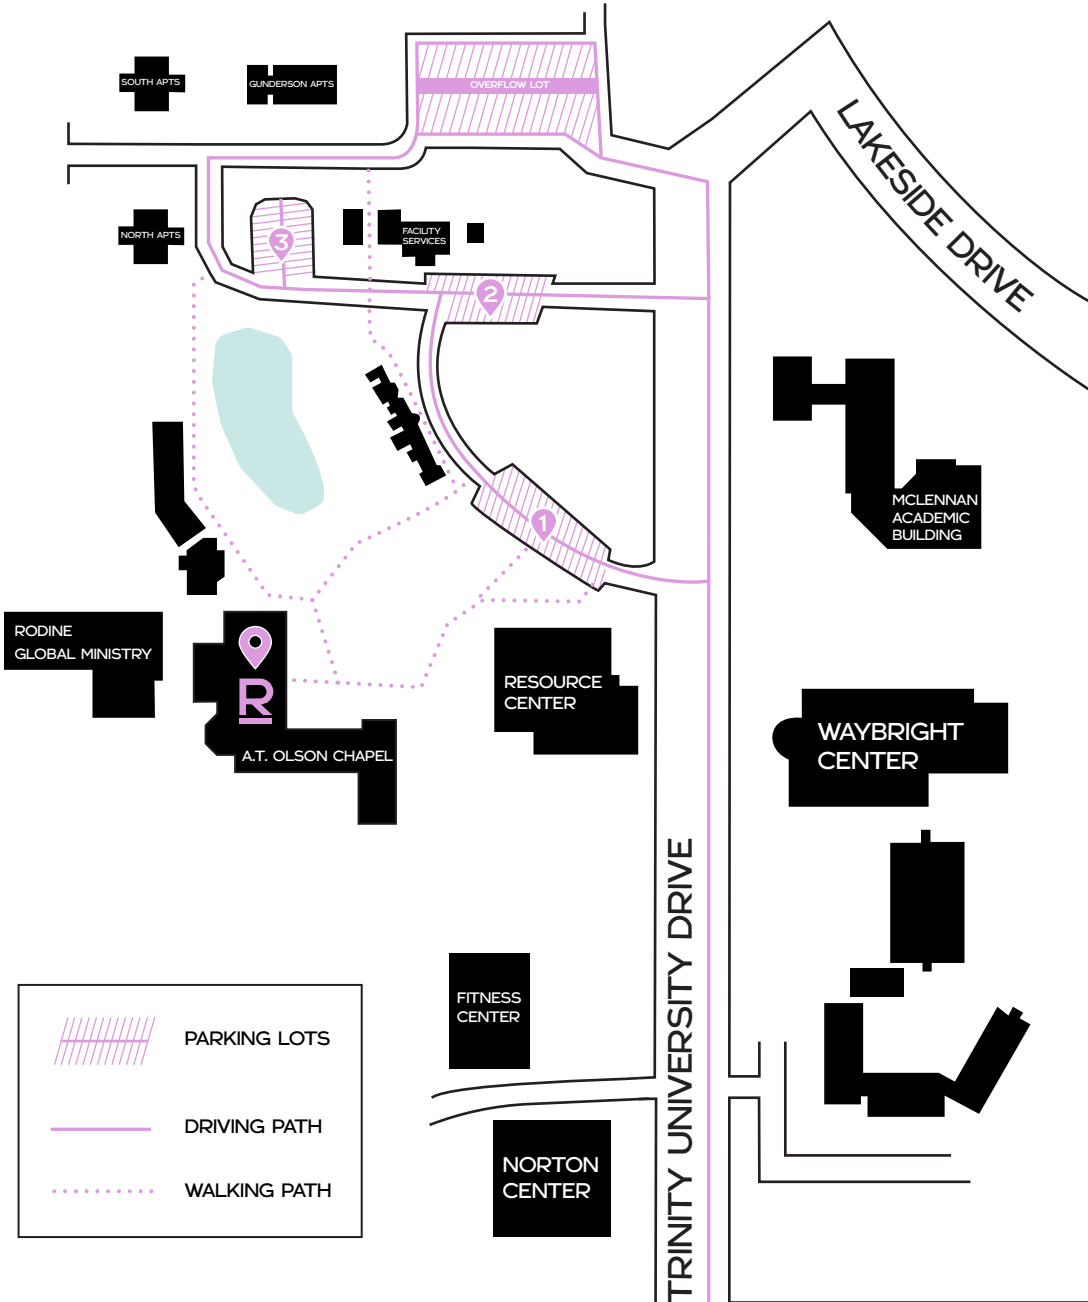 SOUTH APTS
GUNDERSON APTS
OVERFLOW LOT
LAKESIDE DRIVE
NORTH APTS
3
FACILITY
SERVICES
2
1
MCLENNAN
ACADEMIC
BUILDING
RODINE
GLOBAL MINISTRY
R
A.T. OLSON CHAPEL
RESOURCE
CENTER
WAYBRIGHT
CENTER
TRINITY UNIVERSITY DRIVE
FITNESS
CENTER
PARKING LOTS
DRIVING PATH
WALKING PATH
NORTON
CENTER